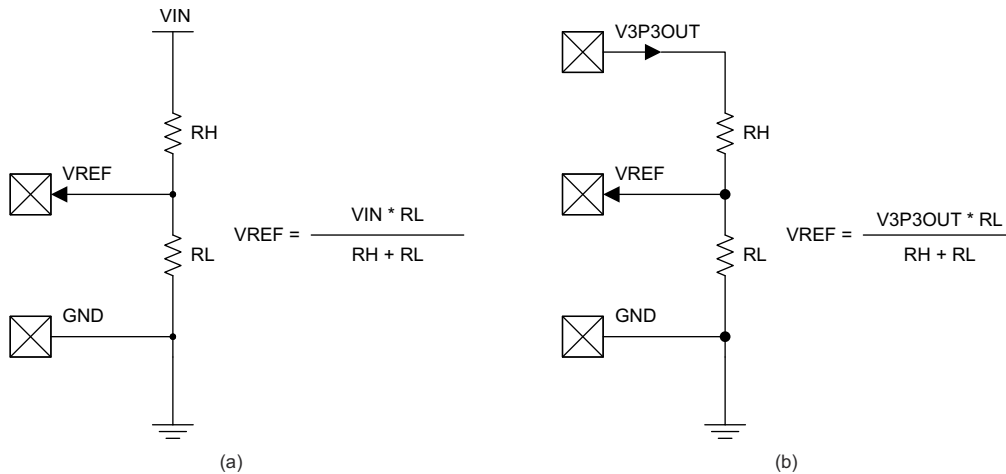 VIN
RH
VREF
RL
VREF = VIN * RL
RH + RL
GND
(a)
V3P3OUT
RH
VREF
RL
VREF = V3P3OUT * RL
RH + RL
GND
(b)